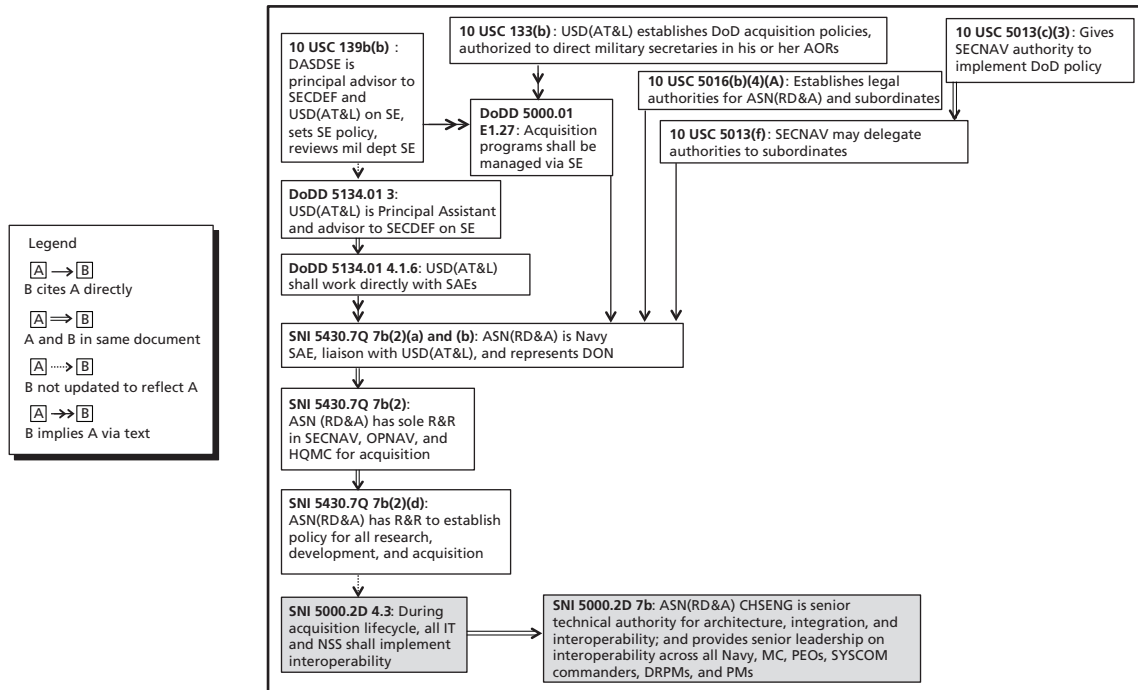 10 USC 133(b) : USD(AT&L) establishes DoD acquisition policies,
authorized to direct military secretaries in his or her AORs
10 USC 5013(c)(3) : Gives
SECNAV authority to
implement DoD policy
10 USC 139b(b) :
DASDSE is
principal advisor to
SECDEF and
USD(AT&L) on SE,
sets SE policy,
reviews mil dept SE
10 USC 5016(b)(4)(A) : Establishes legal
authorities for ASN(RD&A) and subordinates
DoDD 5000.01
E1.27: Acquisition
programs shall be
managed via SE
10 USC 5013(f) : SECNAV may delegate
authorities to subordinates
DoDD 5134.01 3:
USD(AT&L) is Principal Assistant
and advisor to SECDEF on SE
DoDD 5134.01 4.1.6: USD(AT&L)
shall work directly with SAEs
SNI 5430.7Q 7b(2)(a) and (b): ASN(RD&A) is Navy
SAE, liaison with USD(AT&L), and represents DON
SNI 5430.7Q 7b(2):
ASN (RD&A) has sole R&R
in SECNAV, OPNAV, and
HQMC for acquisition
SNI 5430.7Q 7b(2)(d):
ASN(RD&A) has R&R to establish
policy for all research,
development, and acquisition
SNI 5000.2D 4.3: During
acquisition lifecycle, all IT
and NSS shall implement
interoperability
SNI 5000.2D 7b: ASN(RD&A) CHSENG is senior
technical authority for architecture, integration, and
interoperability; and provides senior leadership on
interoperability across all Navy, MC, PEOs, SYSCOM
commanders, DRPMs, and PMs
Legend
A B
B cites A directly
A B
A and B in same document
A B
B not updated to reflect A
A B
B implies A via text